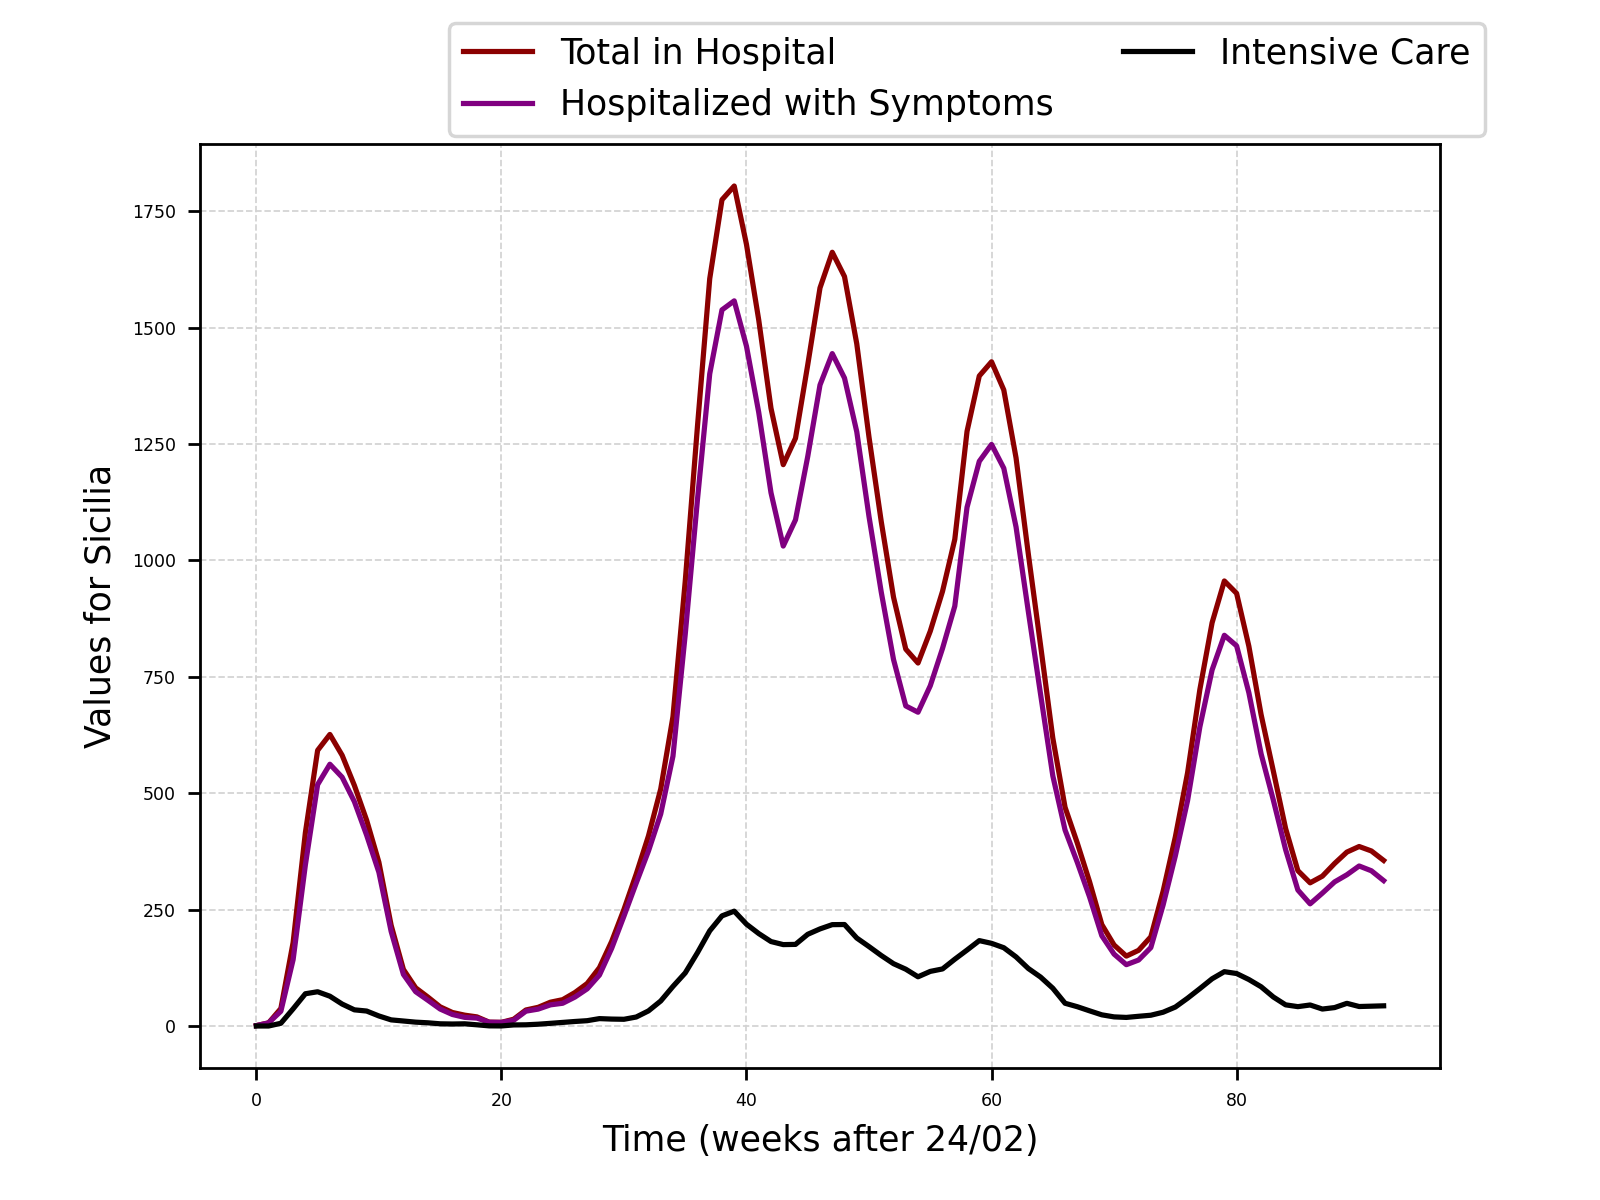 Total in Hospital
Hospitalized with Symptoms
Intensive Care
Values for Sicilia
1750
1500
1250
1000
750
500
250
0
0 20 40 60 80
Time (weeks after 24/02)